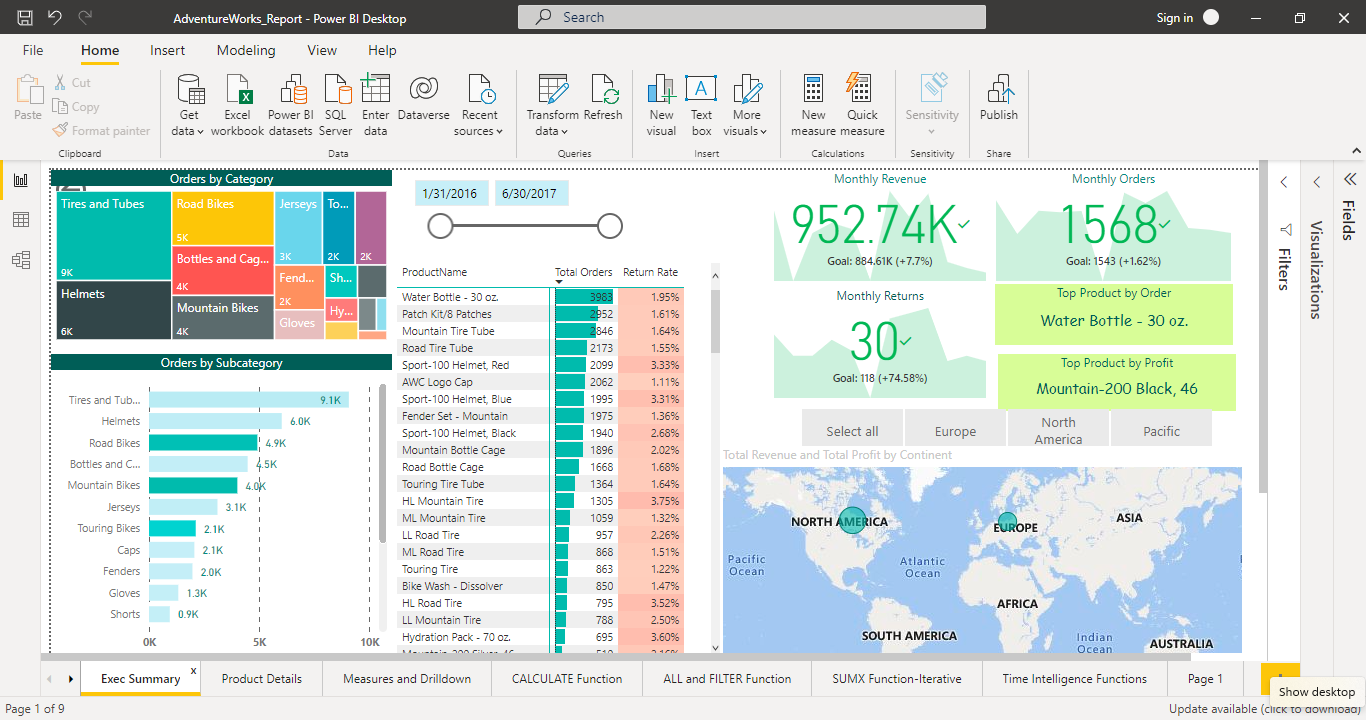 AdventureWorks_Report - Power BI Desktop
Search
Sign in
File Home Insert Modeling View Help
Paste
Cut
Copy
Format painter
Get data
Excel workbook
Power BI datasets
SQL Server
Enter data
Dataverse
Recent sources
Transform data
Refresh
New visual
Text box
More visuals
New measure
Quick measure
Sensitivity
Publish
Clipboard Data Queries Insert Calculations Sensitivity Share
Orders by Category
Tires and Tubes
9K
Helmets
6K
Road Bikes
5K
Bottles and Cag...
4K
Mountain Bikes
4K
Jerseys
3K
To...
2K
2K
Fend...
2K
Gloves
Sh...
Hy...
Orders by Subcategory
Tires and Tub... 9.1K
Helmets 6.0K
Road Bikes 4.9K
Bottles and C... 4.5K
Mountain Bikes 4.0K
Jerseys 3.1K
Touring Bikes 2.1K
Caps 2.1K
Fenders 2.0K
Gloves 1.3K
Shorts 0.9K
0K 5K 10K
1/31/2016 6/30/2017
ProductName Total Orders Return Rate
Water Bottle - 30 oz. 3983 1.95%
Patch Kit/8 Patches 2952 1.61%
Mountain Tire Tube 2846 1.64%
Road Tire Tube 2173 1.55%
Sport-100 Helmet, Red 2099 3.33%
AWC Logo Cap 2062 1.11%
Sport-100 Helmet, Blue 1995 3.31%
Fender Set - Mountain 1975 1.36%
Sport-100 Helmet, Black 1940 2.68%
Mountain Bottle Cage 1896 2.02%
Road Bottle Cage 1668 1.68%
Touring Tire Tube 1364 1.64%
HL Mountain Tire 1305 3.75%
ML Mountain Tire 1059 1.32%
LL Road Tire 957 2.26%
ML Road Tire 868 1.51%
Touring Tire 863 1.22%
Bike Wash - Dissolver 850 1.47%
HL Road Tire 795 3.52%
LL Mountain Tire 788 2.50%
Hydration Pack - 70 oz. 695 3.60%
Monthly Revenue
952.74K
Goal: 884.61K (+7.7%)
Monthly Orders
1568
Goal: 1543 (+1.62%)
Monthly Returns
30
Goal: 118 (+74.58%)
Top Product by Order
Water Bottle - 30 oz.
Top Product by Profit
Mountain-200 Black, 46
Select all
Europe
North America
Pacific
Total Revenue and Total Profit by Continent
NORTH AMERICA
EUROPE
ASIA
Pacific Ocean
Atlantic Ocean
AFRICA
SOUTH AMERICA
Indian Ocean
AUSTRALIA
Filters
Visualizations
Fields
Exec Summary x
Product Details
Measures and Drilldown
CALCULATE Function
ALL and FILTER Function
SUMX Function-Iterative
Time Intelligence Functions
Page 1
Show desktop
Page 1 of 9
Update available (click to download)